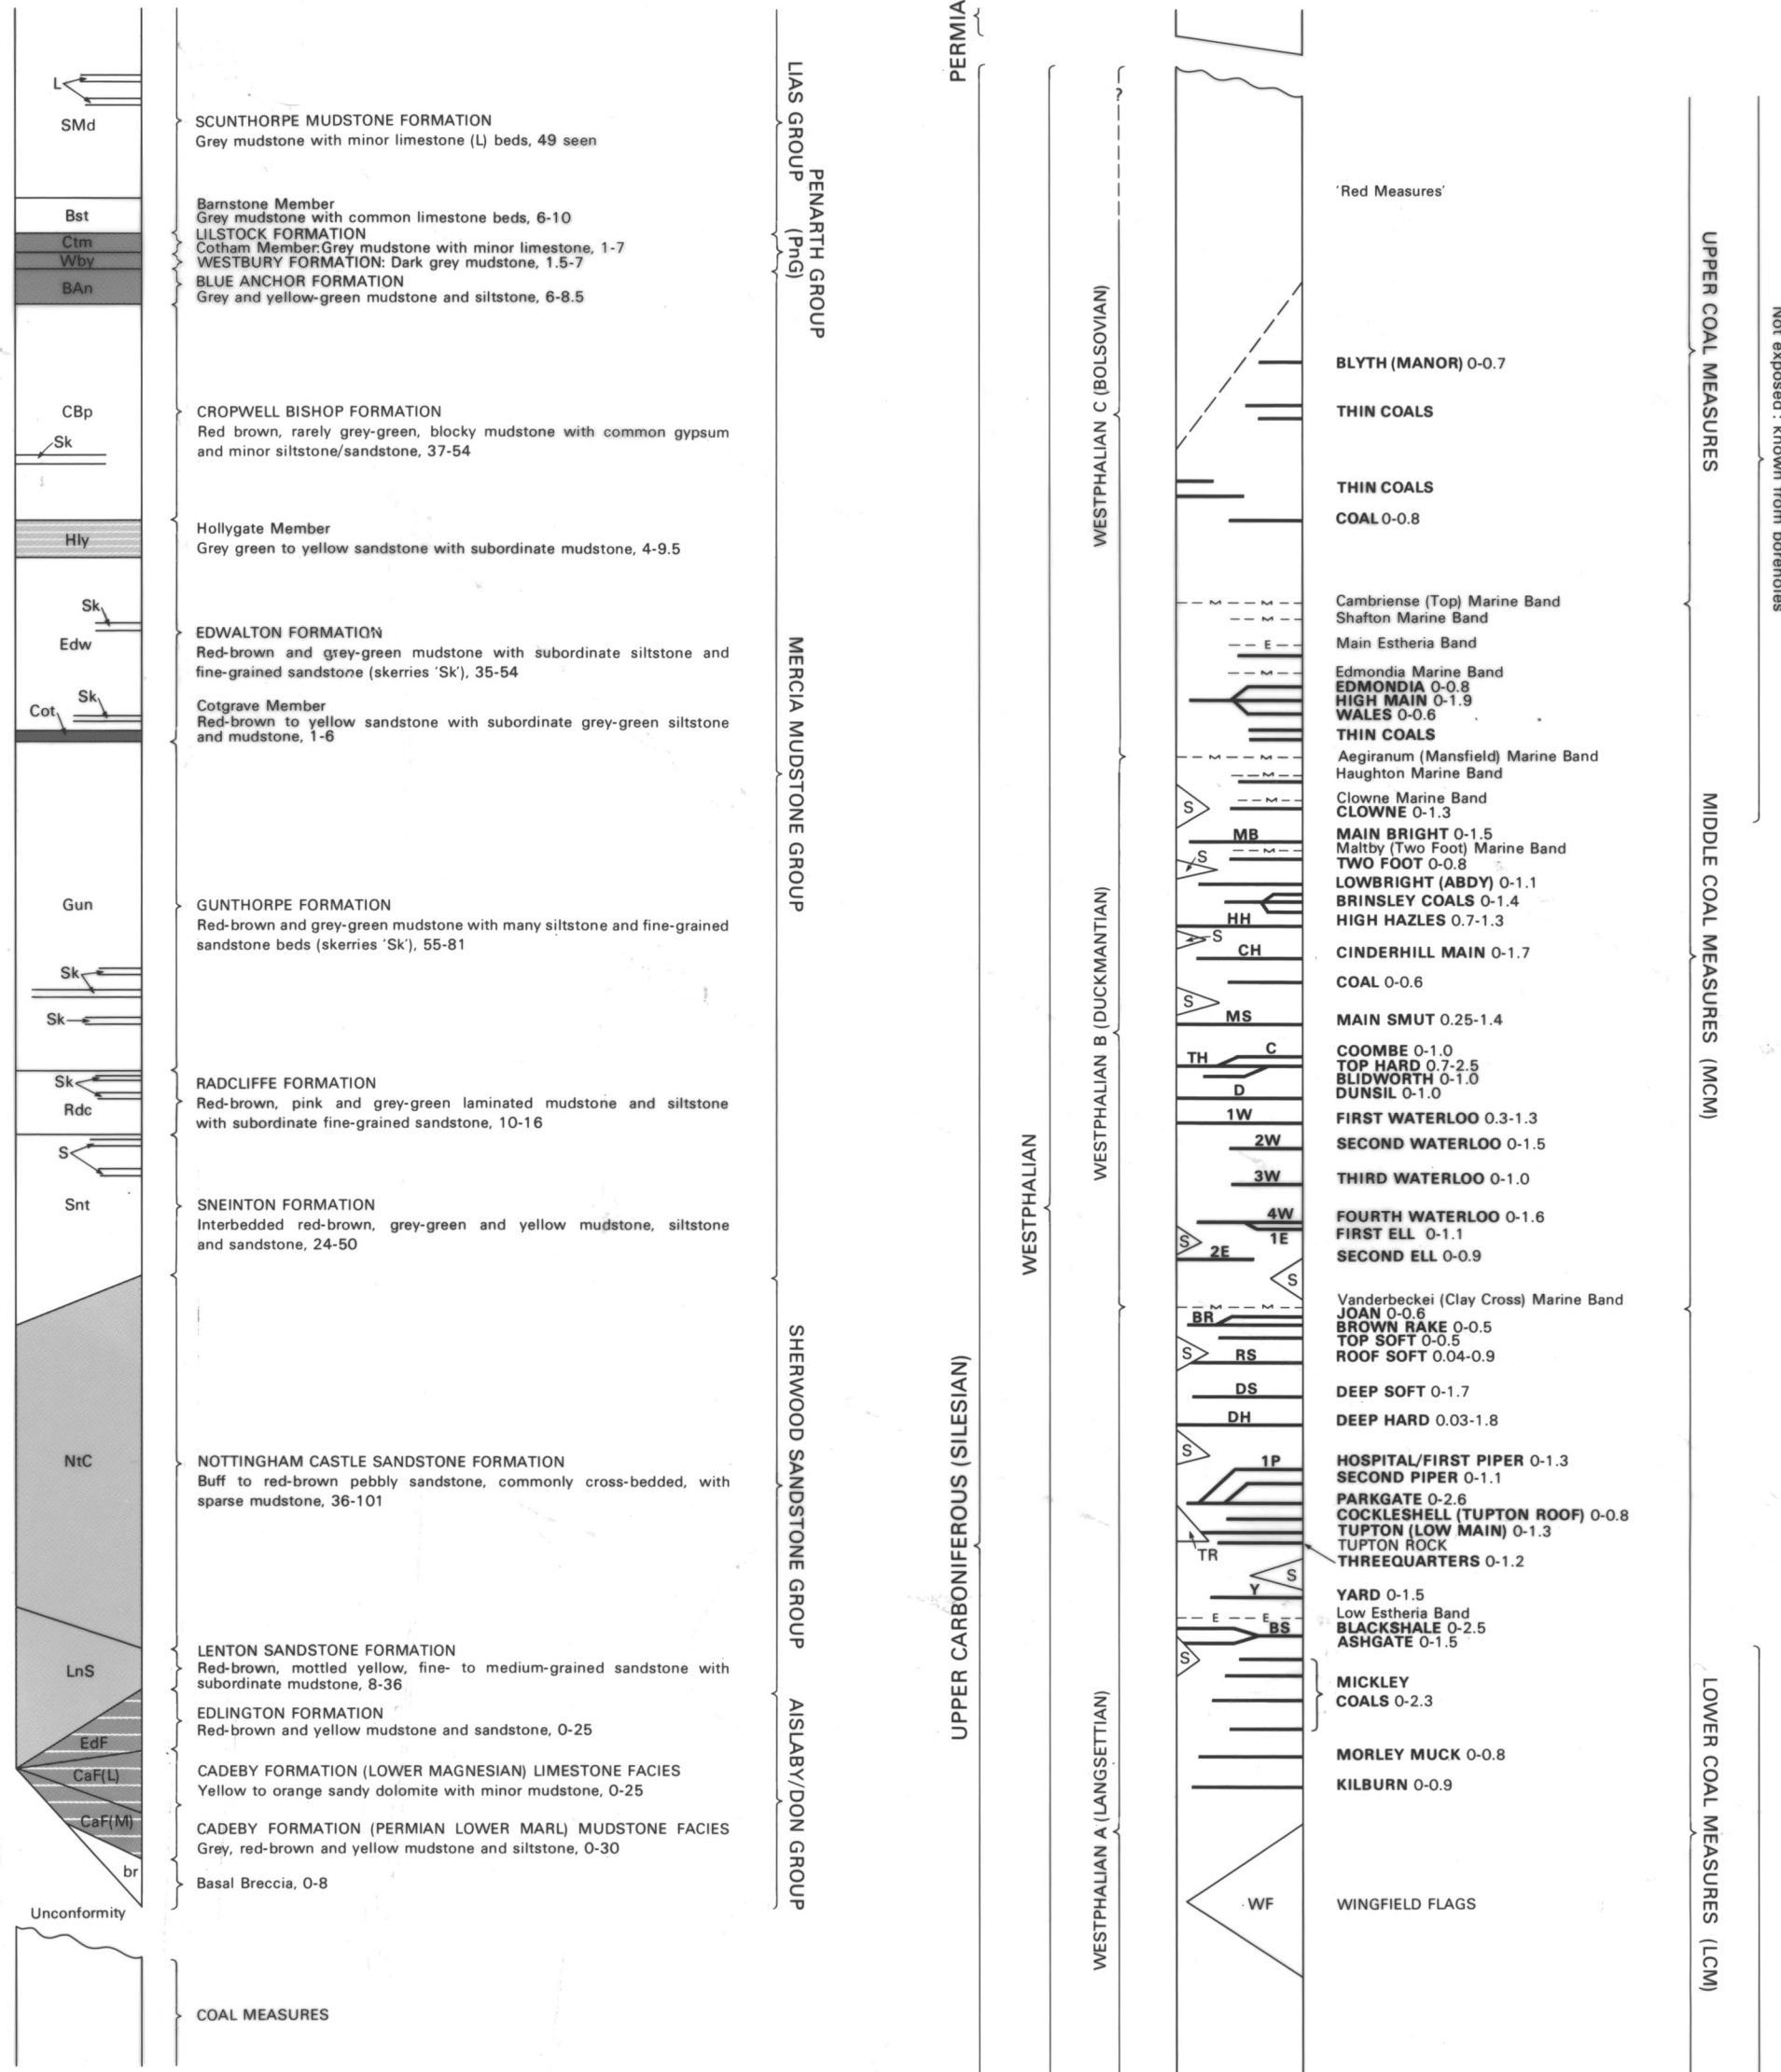 L
SMd
SCUNTHORPE MUDSTONE FORMATION
Grey mudstone with minor limestone (L) beds, 49 seen
Bst
Barnstone Member
Grey mudstone with common limestone beds, 6-10
Ctm
LILSTOCK FORMATION
Cotham Member:Grey mudstone with minor limestone, 1-7
Wby
WESTBURY FORMATION: Dark grey mudstone, 1.5-7
BAn
BLUE ANCHOR FORMATION
Grey and yellow-green mudstone and siltstone, 6-8.5
CBp
Sk
CROPWELL BISHOP FORMATION
Red brown, rarely grey-green, blocky mudstone with common gypsum
and minor siltstone/sandstone, 37-54
Hly
Hollygate Member
Grey green to yellow sandstone with subordinate mudstone, 4-9.5
Sk
Edw
EDWALTON FORMATION
Red-brown and grey-green mudstone with subordinate siltstone and
fine-grained sandstone (skerries 'Sk'), 35-54
Sk
Cot
Cotgrave Member
Red-brown to yellow sandstone with subordinate grey-green siltstone
and mudstone, 1-6
Gun
GUNTHORPE FORMATION
Red-brown and grey-green mudstone with many siltstone and fine-grained
sandstone beds (skerries 'Sk'), 55-81
Sk
Sk
Sk
Rdc
RADCLIFFE FORMATION
Red-brown, pink and grey-green laminated mudstone and siltstone
with subordinate fine-grained sandstone, 10-16
S
Snt
SNEINTON FORMATION
Interbedded red-brown, grey-green and yellow mudstone, siltstone
and sandstone, 24-50
NtC
NOTTINGHAM CASTLE SANDSTONE FORMATION
Buff to red-brown pebbly sandstone, commonly cross-bedded, with
sparse mudstone, 36-101
LnS
LENTON SANDSTONE FORMATION
Red-brown, mottled yellow, fine- to medium-grained sandstone with
subordinate mudstone, 8-36
EdF
EDLINGTON FORMATION
Red-brown and yellow mudstone and sandstone, 0-25
CaF(L)
CADEBY FORMATION (LOWER MAGNESIAN) LIMESTONE FACIES
Yellow to orange sandy dolomite with minor mudstone, 0-25
CaF(M)
CADEBY FORMATION (PERMIAN LOWER MARL) MUDSTONE FACIES
Grey, red-brown and yellow mudstone and siltstone, 0-30
br
Basal Breccia, 0-8
Unconformity
COAL MEASURES
LIAS GROUP
PENARTH GROUP
(PnG)
MERCIA MUDSTONE GROUP
SHERWOOD SANDSTONE GROUP
AISLABY/DON GROUP
PERMIA
UPPER CARBONIFEROUS (SILESIAN)
WESTPHALIAN
?
WESTPHALIAN C (BOLSOVIAN)
WESTPHALIAN B (DUCKMANTIAN)
WESTPHALIAN A (LANGSETTIAN)
'Red Measures'
BLYTH (MANOR) 0-0.7
THIN COALS
THIN COALS
COAL 0-0.8
M M
Cambriense (Top) Marine Band
M
Shafton Marine Band
E
Main Estheria Band
M
Edmondia Marine Band
EDMONDIA 0-0.8
HIGH MAIN 0-1.9
WALES 0-0.6
THIN COALS
M M
Aegiranum (Mansfield) Marine Band
M
Haughton Marine Band
S
M
Clowne Marine Band
CLOWNE 0-1.3
MB
MAIN BRIGHT 0-1.5
M
Maltby (Two Foot) Marine Band
S
TWO FOOT 0-0.8
LOWBRIGHT (ABDY) 0-1.1
BRINSLEY COALS 0-1.4
HH
HIGH HAZLES 0.7-1.3
S
CH
CINDERHILL MAIN 0-1.7
COAL 0-0.6
S
MS
MAIN SMUT 0.25-1.4
C
COOMBE 0-1.0
TH
TOP HARD 0.7-2.5
BLIDWORTH 0-1.0
D
DUNSIL 0-1.0
1W
FIRST WATERLOO 0.3-1.3
2W
SECOND WATERLOO 0-1.5
3W
THIRD WATERLOO 0-1.0
4W
FOURTH WATERLOO 0-1.6
1E
FIRST ELL 0-1.1
S
2E
SECOND ELL 0-0.9
S
M M
Vanderbeckei (Clay Cross) Marine Band
JOAN 0-0.6
BR
BROWN RAKE 0-0.5
TOP SOFT 0-0.5
S
RS
ROOF SOFT 0.04-0.9
DS
DEEP SOFT 0-1.7
DH
DEEP HARD 0.03-1.8
S
1P
HOSPITAL/FIRST PIPER 0-1.3
SECOND PIPER 0-1.1
PARKGATE 0-2.6
COCKLESHELL (TUPTON ROOF) 0-0.8
TUPTON (LOW MAIN) 0-1.3
TR
TUPTON ROCK
THREEQUARTERS 0-1.2
S
Y
YARD 0-1.5
E E
Low Estheria Band
BS
BLACKSHALE 0-2.5
ASHGATE 0-1.5
S
MICKLEY
COALS 0-2.3
MORLEY MUCK 0-0.8
KILBURN 0-0.9
WF
WINGFIELD FLAGS
UPPER COAL MEASURES
MIDDLE COAL MEASURES (MCM)
LOWER COAL MEASURES (LCM)
Not exposed: known from boreholes